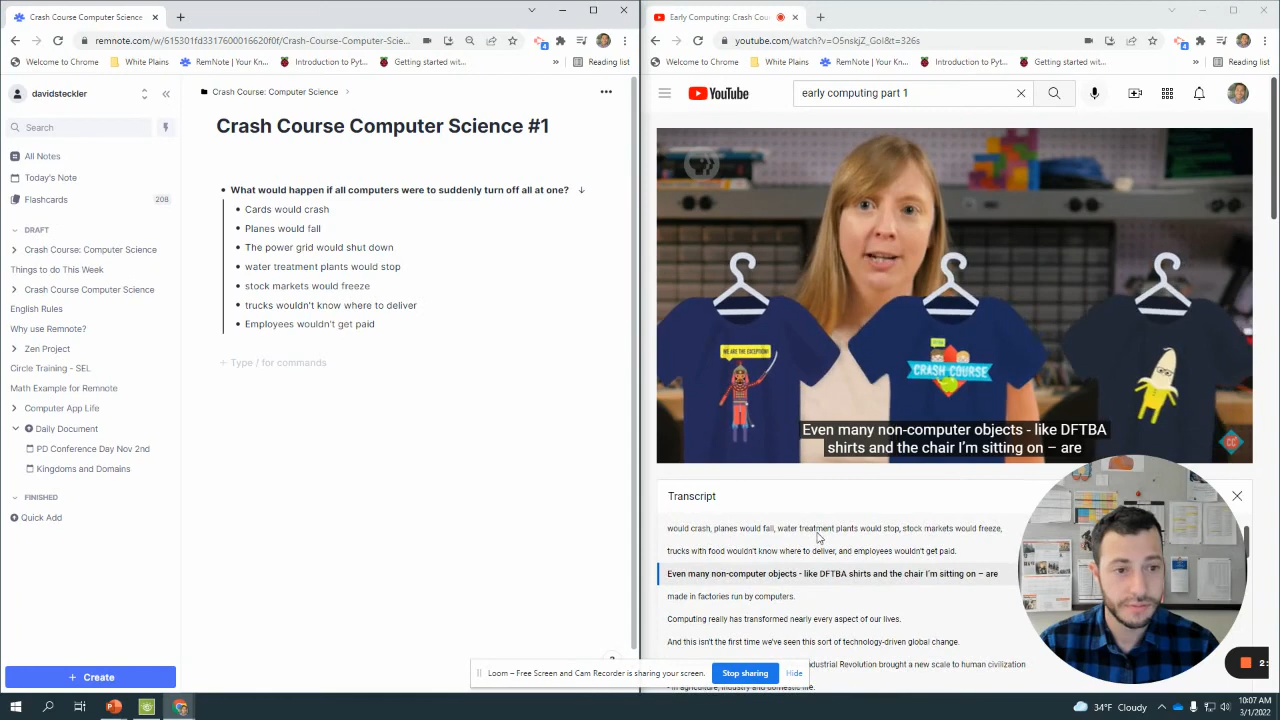 Crash Course Computer Science
Early Computing: Crash Cou
remnote.com/w/615301fd3317600016620f0f/Crash-Course-Computer-Scie...
youtube.com/watch?v=O5nskjZ_GoI&t=326s
Welcome to Chrome
White Plains
RemNote | Your Kn...
Introduction to Pyt...
Getting started wit...
»
Reading list
Welcome to Chrome
White Plains
RemNote | Your Kn...
Introduction to Pyt...
Getting started wit...
»
Reading list
davidsteckler
Search
All Notes
Today's Note
Flashcards
208
DRAFT
Crash Course: Computer Science
Things to do This Week
Crash Course Computer Science
English Rules
Why use Remnote?
Zen Project
Circle Training - SEL
Math Example for Remnote
Computer App Life
Daily Document
PD Conference Day Nov 2nd
Kingdoms and Domains
FINISHED
Quick Add
+ Create
Crash Course: Computer Science
Crash Course Computer Science #1
What would happen if all computers were to suddenly turn off all at one?
Cards would crash
Planes would fall
The power grid would shut down
water treatment plants would stop
stock markets would freeze
trucks wouldn't know where to deliver
Employees wouldn't get paid
+ Type / for commands
YouTube
early computing part 1
WE ARE THE EXCEPTION!
CRASH COURSE
CC
Even many non-computer objects - like DFTBA
shirts and the chair I'm sitting on – are
Transcript
would crash, planes would fall, water treatment plants would stop, stock markets would freeze,
trucks with food wouldn't know where to deliver, and employees wouldn't get paid.
Even many non-computer objects - like DFTBA shirts and the chair I'm sitting on – are
made in factories run by computers.
Computing really has transformed nearly every aspect of our lives.
And this isn't the first time we've seen this sort of technology-driven global change.
ndustrial Revolution brought a new scale to human civilization
- in agriculture, industry and domestic life.
Loom – Free Screen and Cam Recorder is sharing your screen.
Stop sharing
Hide
2:
34°F Cloudy
10:07 AM
3/1/2022